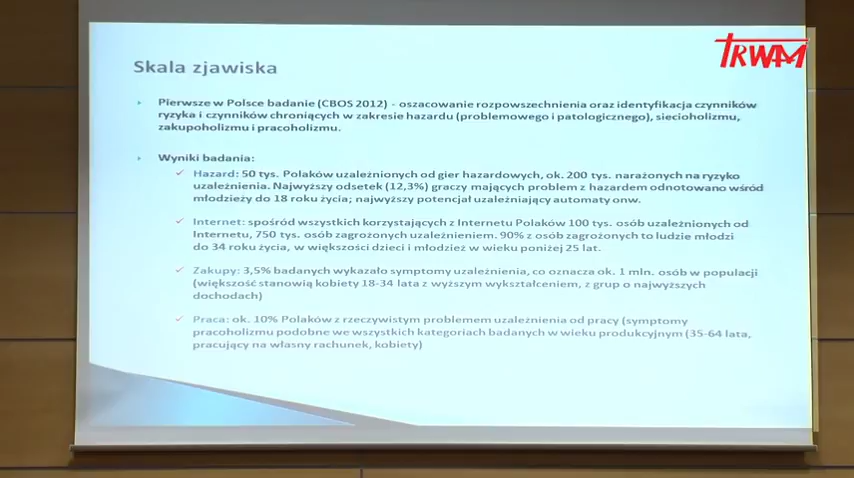 TRWAM
Skala zjawiska
Pierwsze w Polsce badanie (CBOS 2012) - oszacowanie rozpowszechnienia oraz identyfikacja czynników
ryzyka i czynników chroniących w zakresie hazardu (problemowego i patologicznego), siecioholizmu,
zakupoholizmu i pracoholizmu.
Wyniki badania:
Hazard: 50 tys. Polaków uzależnionych od gier hazardowych, ok. 200 tys. narażonych na ryzyko
uzależnienia. Najwyższy odsetek (12,3%) graczy mających problem z hazardem odnotowano wśród
młodzieży do 18 roku życia; najwyższy potencjał uzależniający automaty onw.
Internet: spośród wszystkich korzystających z Internetu Polaków 100 tys. osób uzależnionych od
Internetu, 750 tys. osób zagrożonych uzależnieniem. 90% z osób zagrożonych to ludzie młodzi
do 34 roku życia, w większości dzieci i młodzież w wieku poniżej 25 lat.
Zakupy: 3,5% badanych wykazało symptomy uzależnienia, co oznacza ok. 1 mln. osób w populacji
(większość stanowią kobiety 18-34 lata z wyższym wykształceniem, z grup o najwyższych
dochodach)
Praca: ok. 10% Polaków z rzeczywistym problemem uzależnienia od pracy (symptomy
pracoholizmu podobne we wszystkich kategoriach badanych w wieku produkcyjnym (35-64 lata,
pracujący na własny rachunek, kobiety)